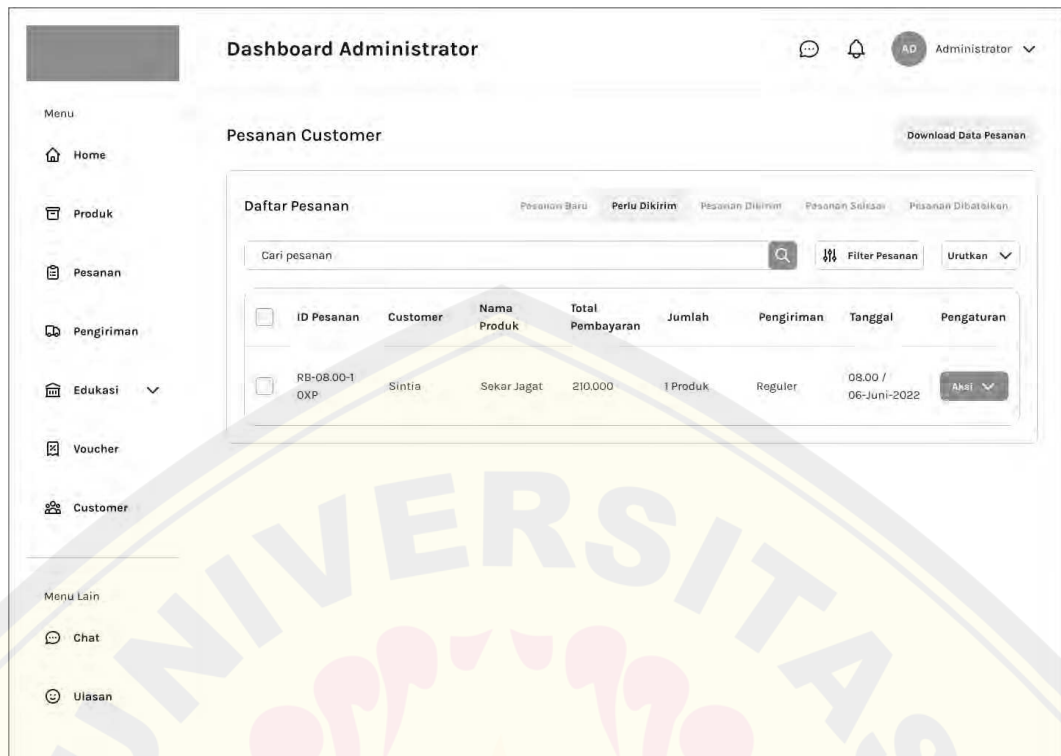 Dashboard Administrator
AD
Administrator
Menu
Home
Produk
Pesanan
Pengiriman
Edukasi
Voucher
Customer
Menu Lain
Chat
Ulasan
Pesanan Customer
Download Data Pesanan
Daftar Pesanan
Pesanan Baru Perlu Dikirim Pesanan Dikirim Pesanan Selesai Pesanan Dibatalkan
Cari pesanan
Filter Pesanan
Urutkan
ID Pesanan Customer Nama Produk Total Pembayaran Jumlah Pengiriman Tanggal Pengaturan
RB-08.00-1
0XP
Sintia
Sekar Jagat
210.000
1 Produk
Reguler
08.00 /
06-Juni-2022
Aksi
UNIVERSITAS